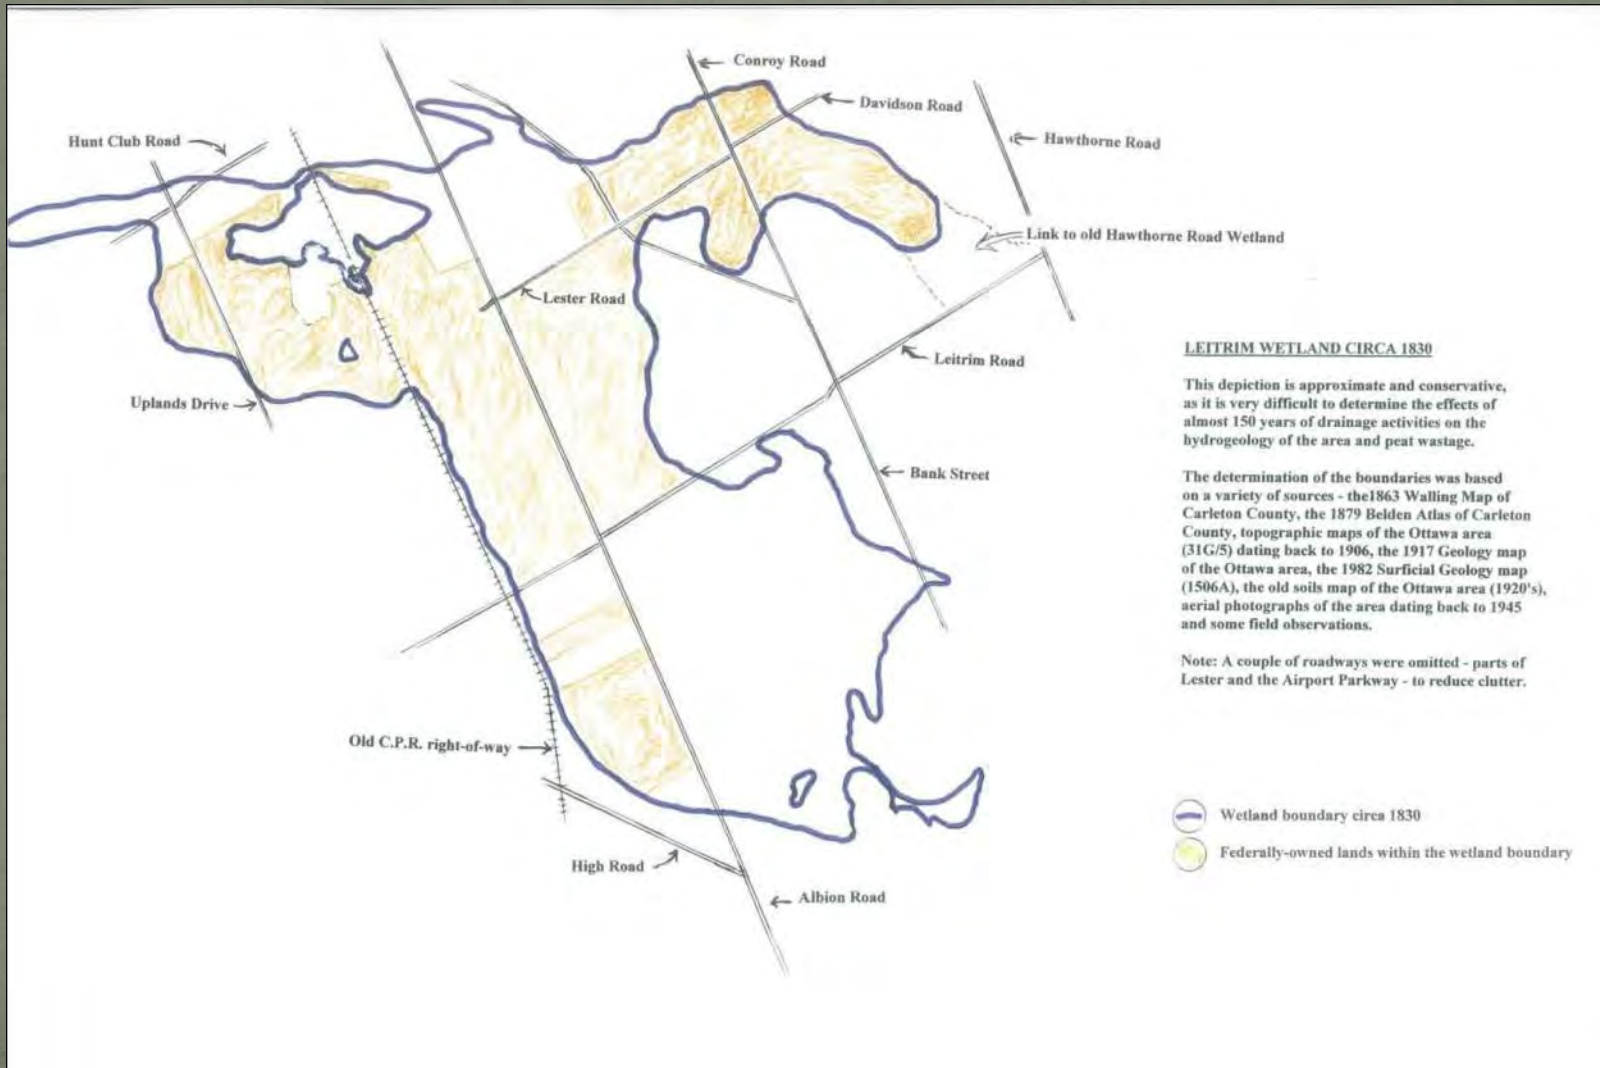 Conroy Road
Davidson Road
Hunt Club Road
Hawthorne Road
Link to old Hawthorne Road Wetland
Lester Road
Leitrim Road
Uplands Drive
Bank Street
Old C.P.R. right-of-way
High Road
Albion Road
LEITRIM WETLAND CIRCA 1830
This depiction is approximate and conservative,
as it is very difficult to determine the effects of
almost 150 years of drainage activities on the
hydrogeology of the area and peat wastage.
The determination of the boundaries was based
on a variety of sources - the1863 Walling Map of
Carleton County, the 1879 Belden Atlas of Carleton
County, topographic maps of the Ottawa area
(31G/5) dating back to 1906, the 1917 Geology map
of the Ottawa area, the 1982 Surficial Geology map
(1506A), the old soils map of the Ottawa area (1920's),
aerial photographs of the area dating back to 1945
and some field observations.
Note: A couple of roadways were omitted - parts of
Lester and the Airport Parkway - to reduce clutter.
Wetland boundary circa 1830
Federally-owned lands within the wetland boundary